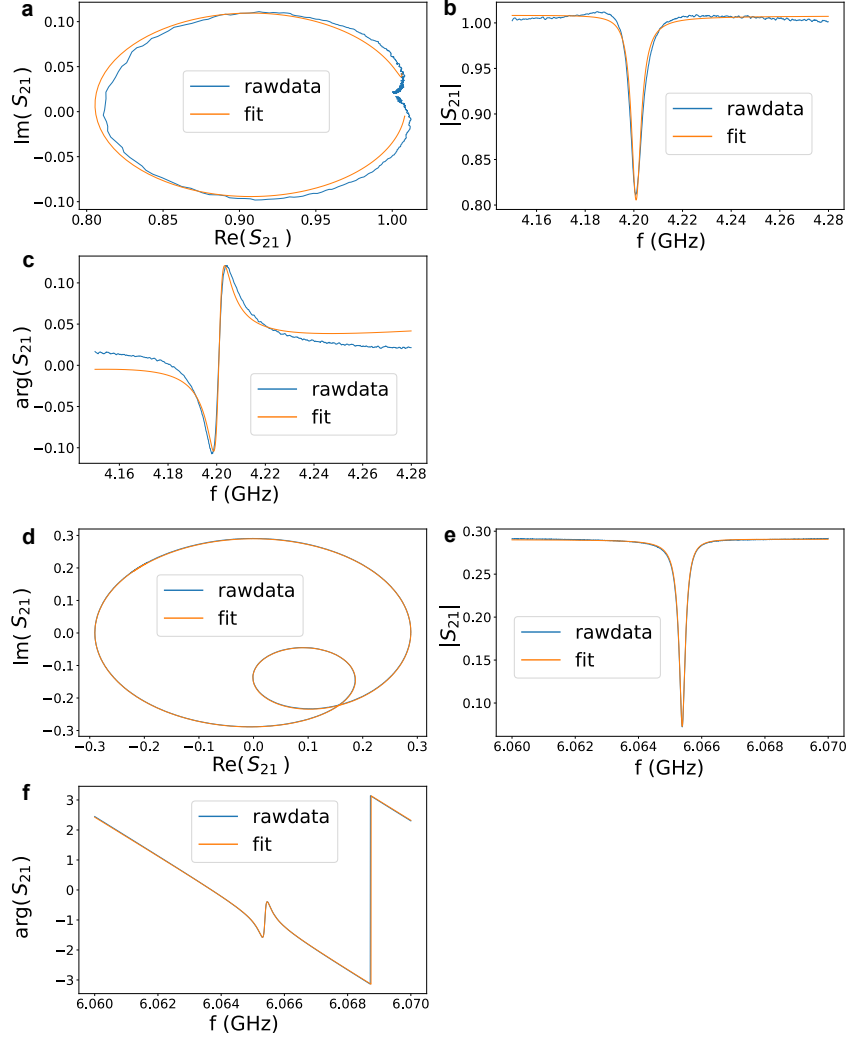 a
0.10
0.05
0.00
−0.05
−0.10
Im(S21)
rawdata
fit
0.80 0.85 0.90 0.95 1.00
Re(S21)
b
1.00
0.95
0.90
0.85
0.80
|S21|
rawdata
fit
4.16 4.18 4.20 4.22 4.24 4.26 4.28
f (GHz)
c
0.10
0.05
0.00
−0.05
−0.10
arg(S21)
rawdata
fit
4.16 4.18 4.20 4.22 4.24 4.26 4.28
f (GHz)
d
0.3
0.2
0.1
0.0
−0.1
−0.2
−0.3
Im(S21)
rawdata
fit
−0.3 −0.2 −0.1 0.0 0.1 0.2 0.3
Re(S21)
e
0.30
0.25
0.20
0.15
0.10
|S21|
rawdata
fit
6.060 6.062 6.064 6.066 6.068 6.070
f (GHz)
f
3
2
1
0
−1
−2
−3
arg(S21)
rawdata
fit
6.060 6.062 6.064 6.066 6.068 6.070
f (GHz)